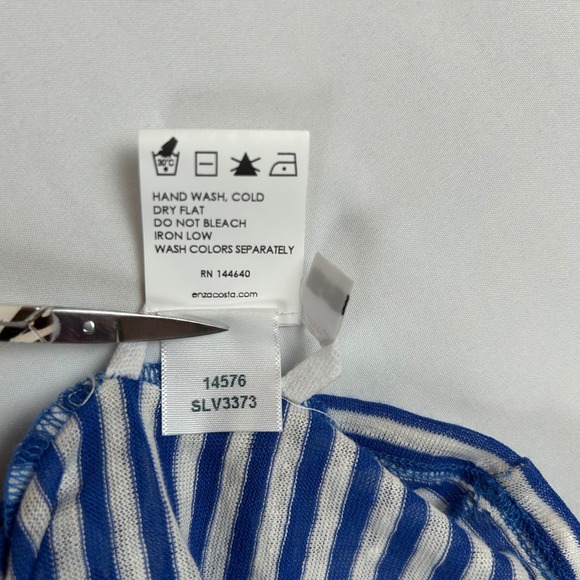 30°C
HAND WASH, COLD
DRY FLAT
DO NOT BLEACH
IRON LOW
WASH COLORS SEPARATELY
RN 144640
enzacosta.com
14576
SLV3373